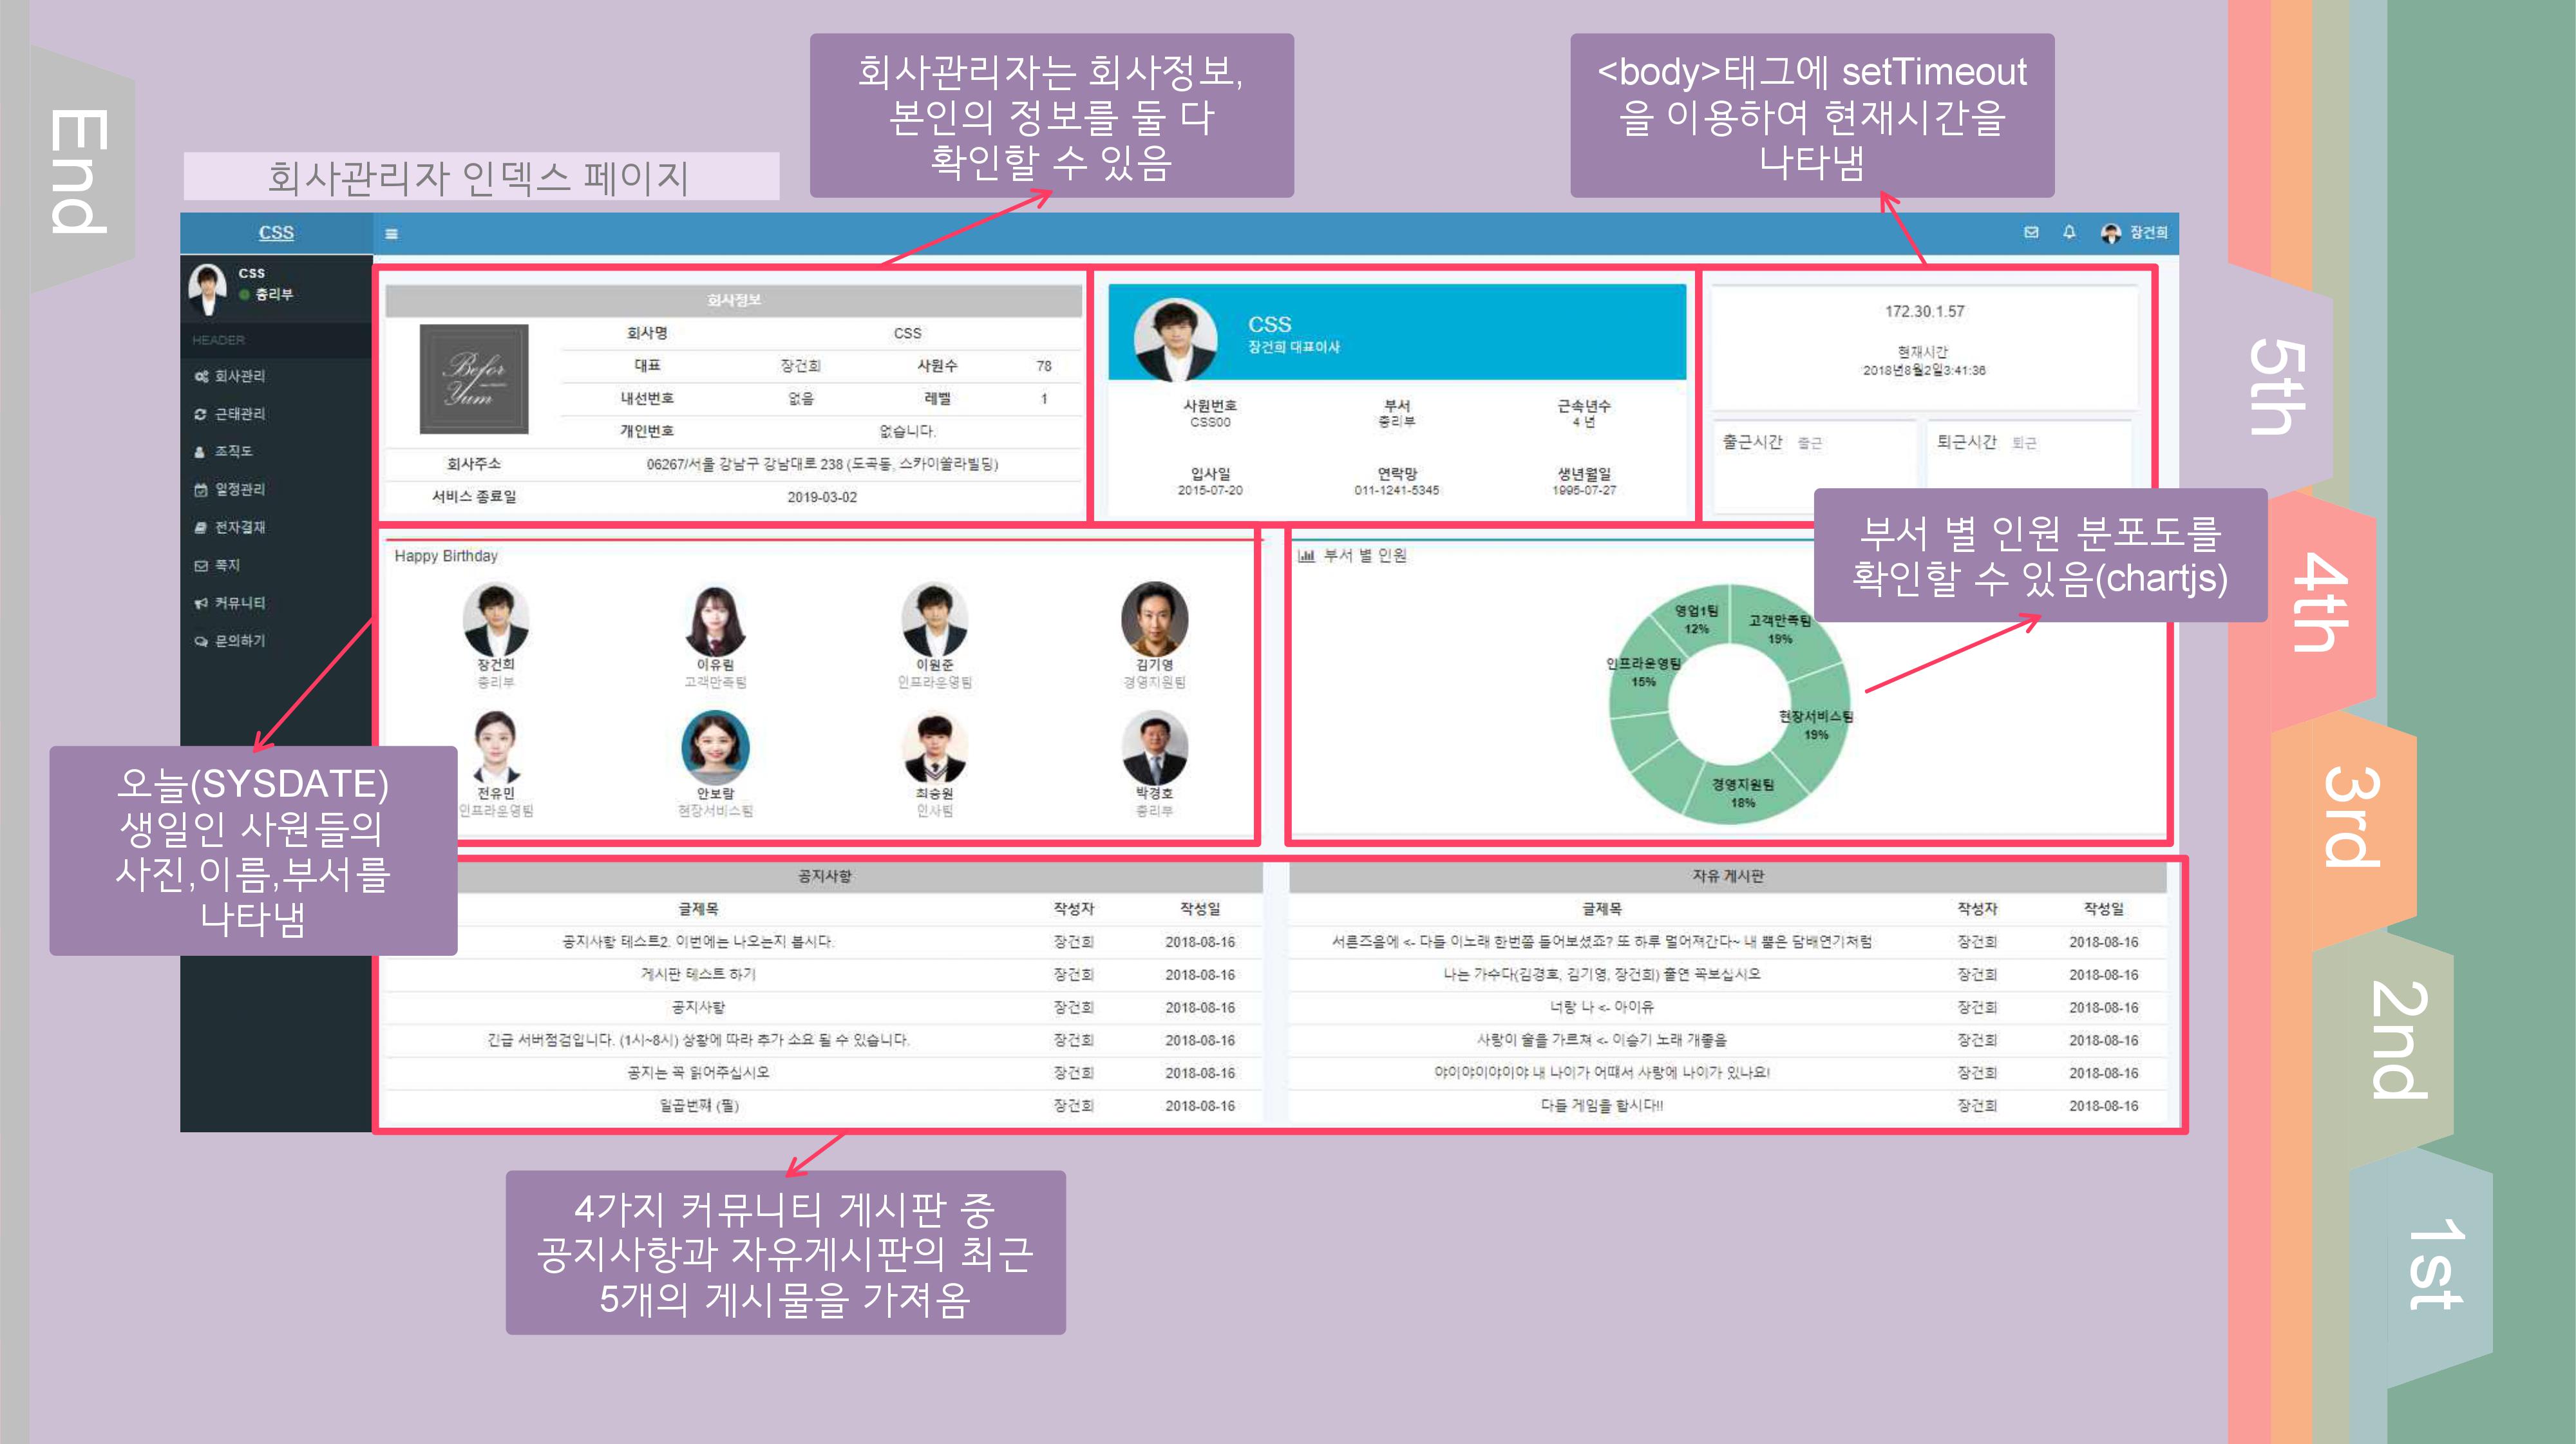 End
회사관리자 인덱스 페이지
회사관리자는 회사정보,
본인의 정보를 둘 다
확인할 수 있음
<body>태그에 setTimeout
을 이용하여 현재시간을
나타냄
CSS
장건희
CSS
총리부
HEADER
회사관리
근태관리
조직도
일정관리
전자결재
쪽지
커뮤니티
문의하기
회사정보
Befor
Yum
회사명 CSS
대표 장건희 사원수 78
내선번호 없음 레벨 1
개인번호 없습니다.
회사주소 06267/서울 강남구 강남대로 238 (도곡동, 스카이쏠라빌딩)
서비스 종료일 2019-03-02
CSS
장건희 대표이사
사원번호 부서 근속년수
CSS00 총리부 4 년
입사일 연락망 생년월일
2015-07-20 011-1241-5345 1995-07-27
172.30.1.57
현재시간
2018년8월2일3:41:36
출근시간 출근
퇴근시간 퇴근
부서 별 인원 분포도를
확인할 수 있음(chartjs)
Happy Birthday
장건희 이유림 이원준 김기영
총리부 고객만족팀 인프라운영팀 경영지원팀
전유민 안보람 최승원 박경호
인프라운영팀 현장서비스팀 인사팀 총리부
부서 별 인원
영업1팀
12%
고객만족팀
19%
인프라운영팀
15%
현장서비스팀
19%
경영지원팀
18%
오늘(SYSDATE)
생일인 사원들의
사진,이름,부서를
나타냄
공지사항
글제목 작성자 작성일
공지사항 테스트2. 이번에는 나오는지 봅시다. 장건희 2018-08-16
게시판 테스트 하기 장건희 2018-08-16
공지사항 장건희 2018-08-16
긴급 서버점검입니다. (1시~8시) 상황에 따라 추가 소요 될 수 있습니다. 장건희 2018-08-16
공지는 꼭 읽어주십시오 장건희 2018-08-16
일곱번째 (필) 장건희 2018-08-16
자유 게시판
글제목 작성자 작성일
서른즈음에 <- 다들 이노래 한번쯤 들어보셨죠? 또 하루 멀어져간다~ 내 뿜은 담배연기처럼 장건희 2018-08-16
나는 가수다(김경호, 김기영, 장건희) 출연 꼭보십시오 장건희 2018-08-16
너랑 나 <- 아이유 장건희 2018-08-16
사랑이 술을 가르쳐 <- 이승기 노래 개좋음 장건희 2018-08-16
야이야이야이야 내 나이가 어때서 사랑에 나이가 있나요! 장건희 2018-08-16
다들 게임을 합시다!! 장건희 2018-08-16
4가지 커뮤니티 게시판 중
공지사항과 자유게시판의 최근
5개의 게시물을 가져옴
5th
4th
3rd
2nd
1st